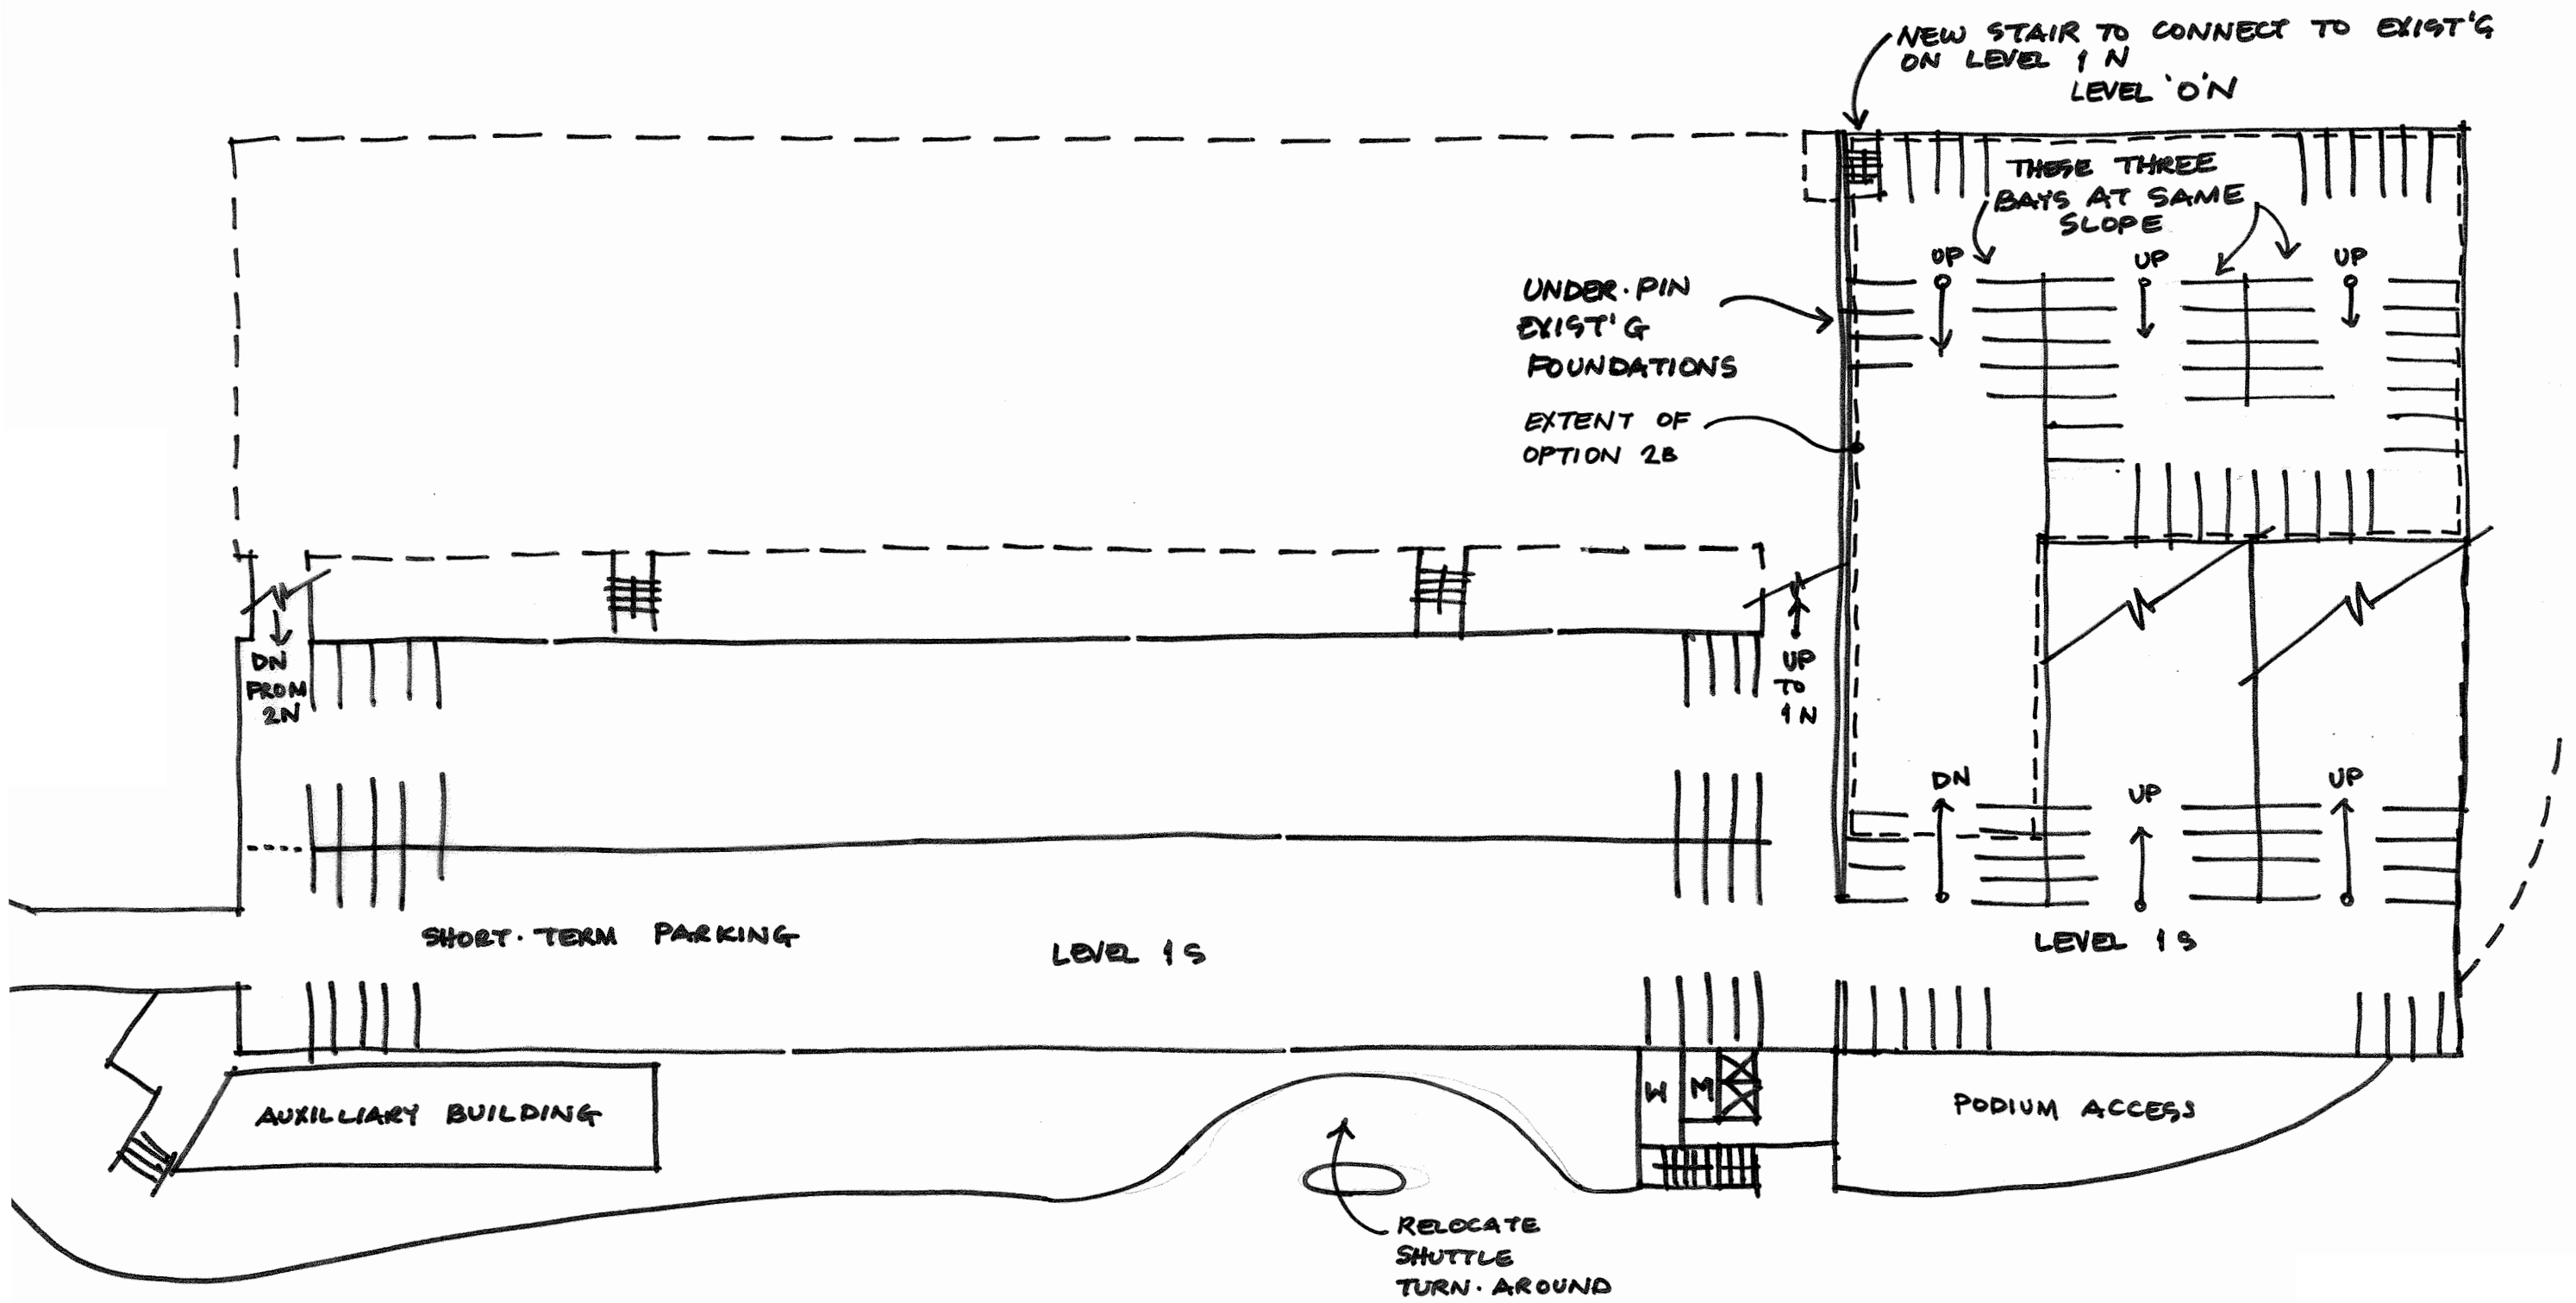 NEW STAIR TO CONNECT TO EXIST'G
ON LEVEL 1 N
LEVEL 'O'N
THESE THREE
BAYS AT SAME
SLOPE
UP
UP
UP
UNDER·PIN
EXIST'G
FOUNDATIONS
EXTENT OF
OPTION 2B
DN
FROM
2N
UP
TO
1N
DN
UP
UP
SHORT·TERM PARKING
LEVEL 1S
LEVEL 1S
W
M
AUXILLIARY BUILDING
PODIUM ACCESS
RELOCATE
SHUTTLE
TURN·AROUND